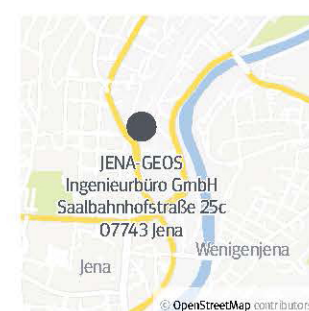 JENA-GEOS
Ingenieurbüro GmbH
Saalbahnhofstraße 25c
07743 Jena
Wenigenjena
Jena
© OpenStreetMap contributors